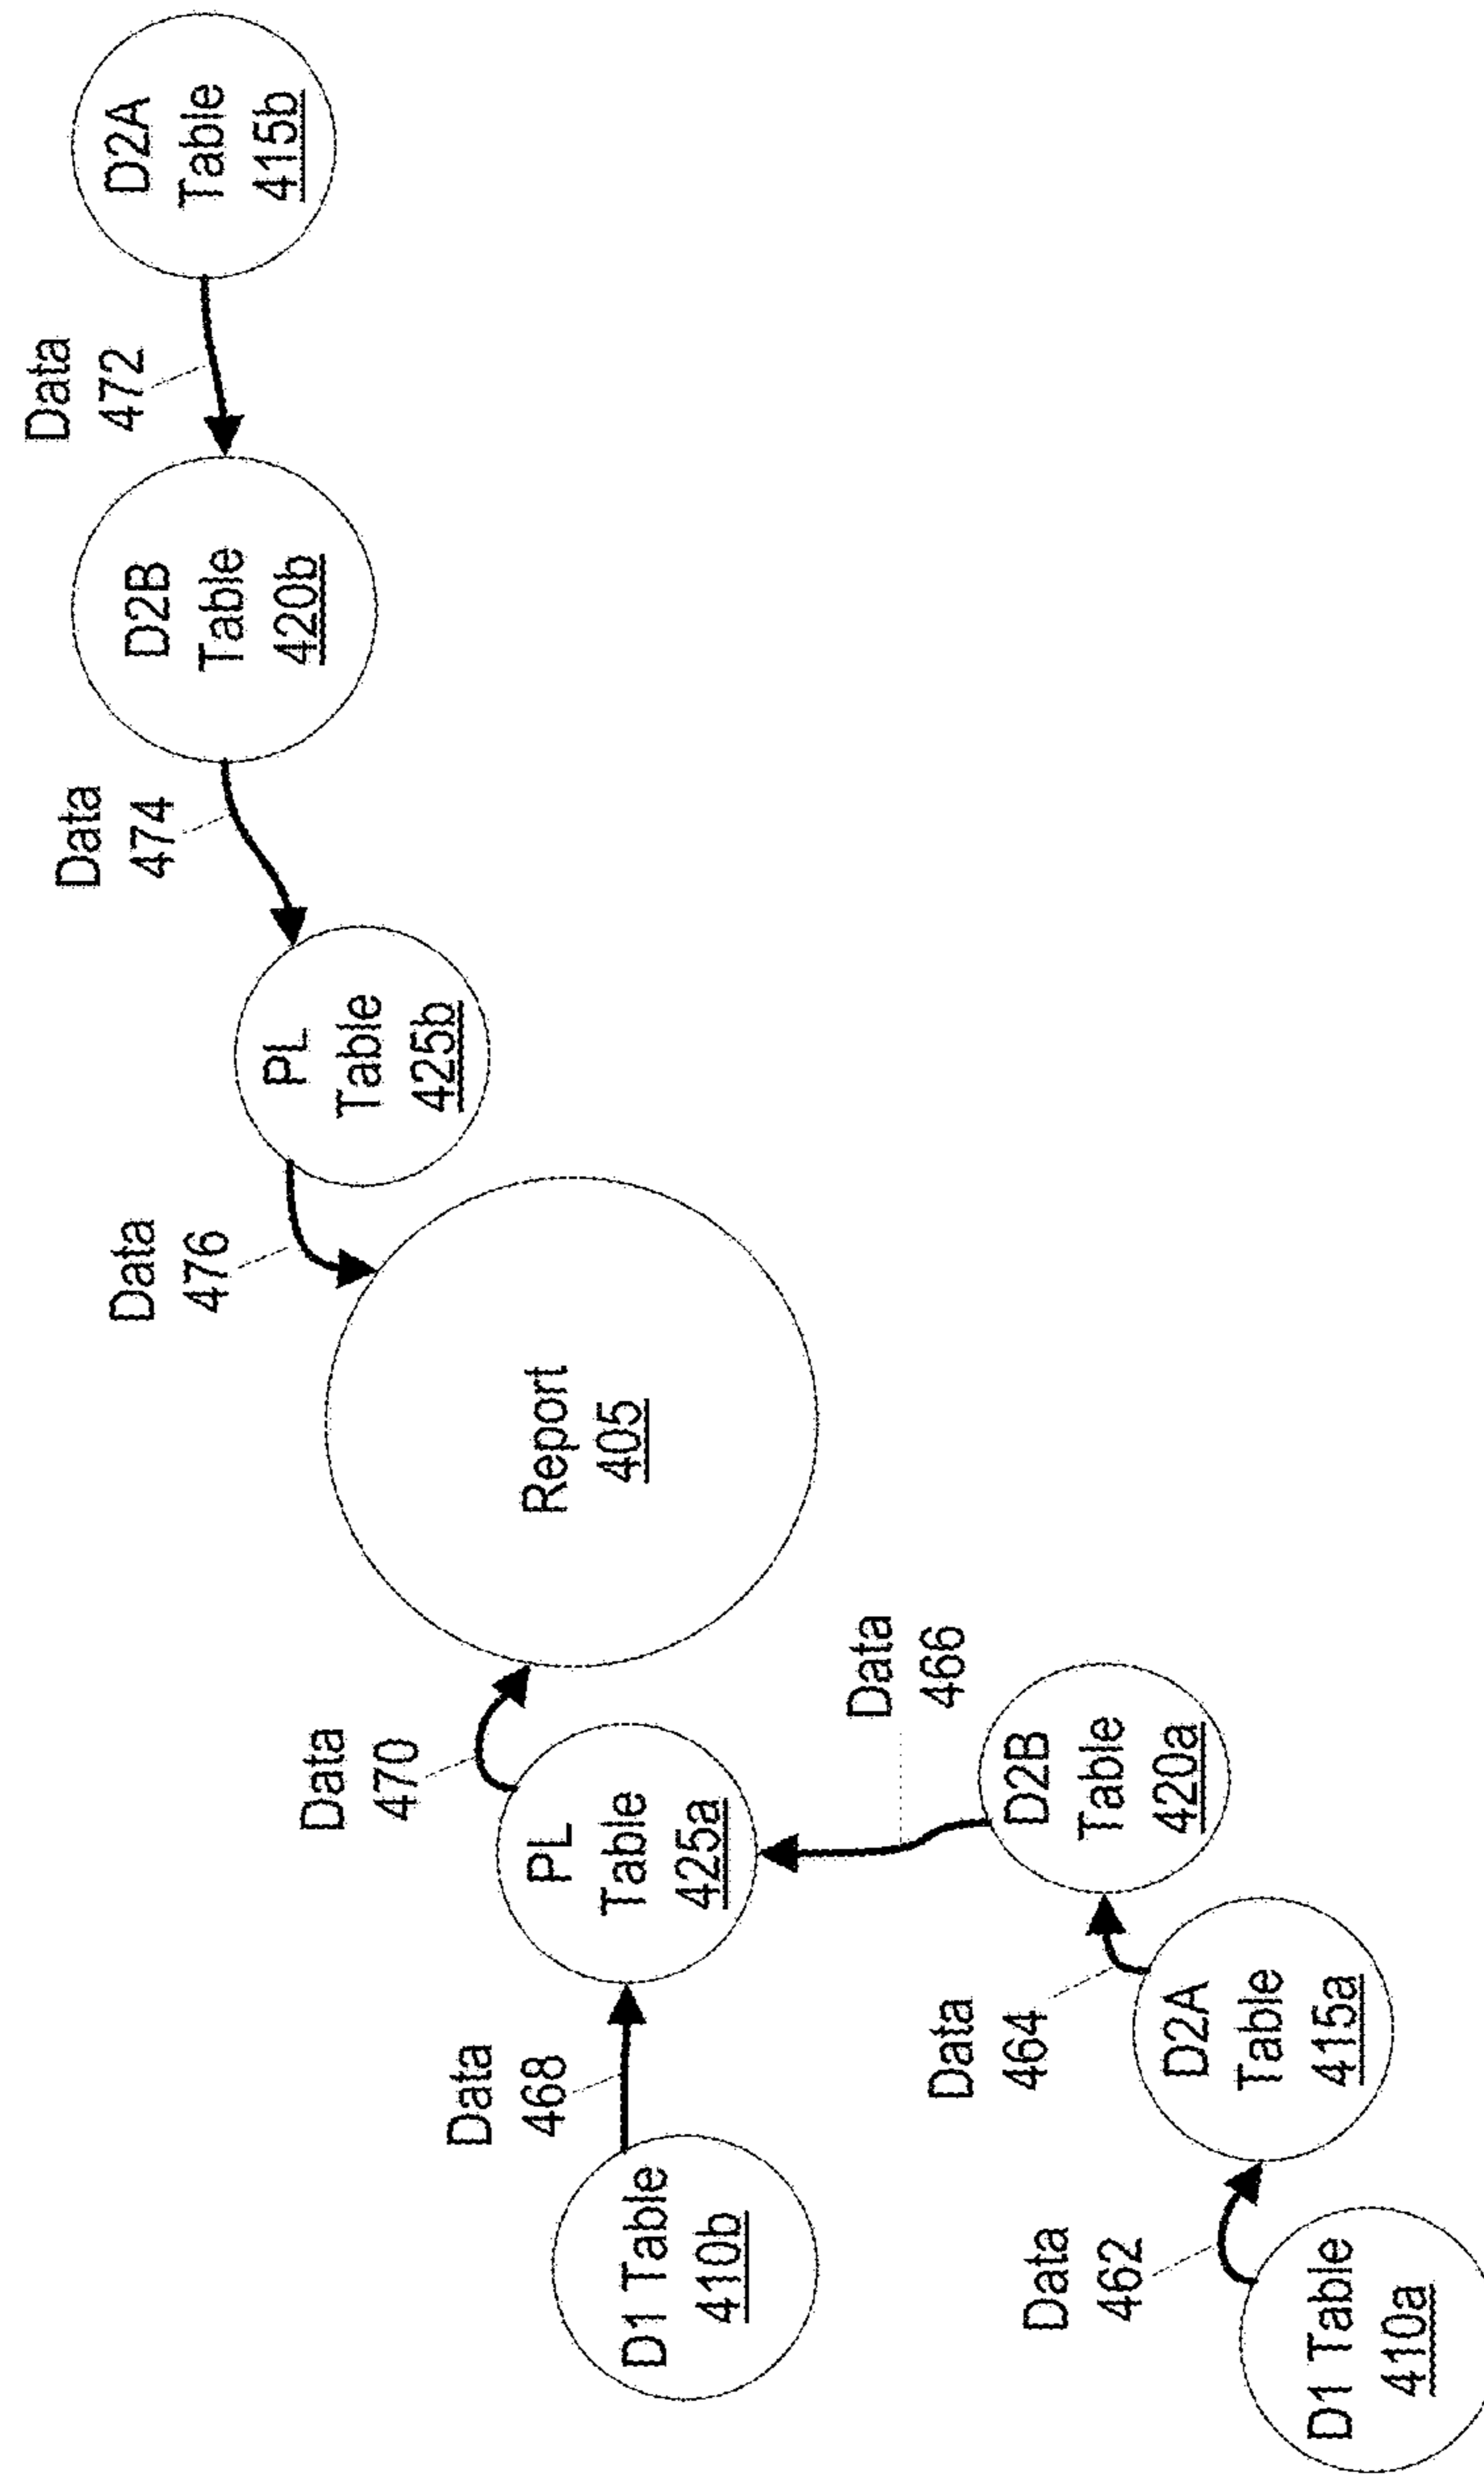 D1 Table
410a
Data
462
D2A
Table
415a
Data
464
D2B
Table
420a
Data
466
D1 Table
410b
Data
468
PL
Table
425a
Data
470
Report
405
Data
476
PL
Table
425b
Data
474
D2B
Table
420b
Data
472
D2A
Table
415b